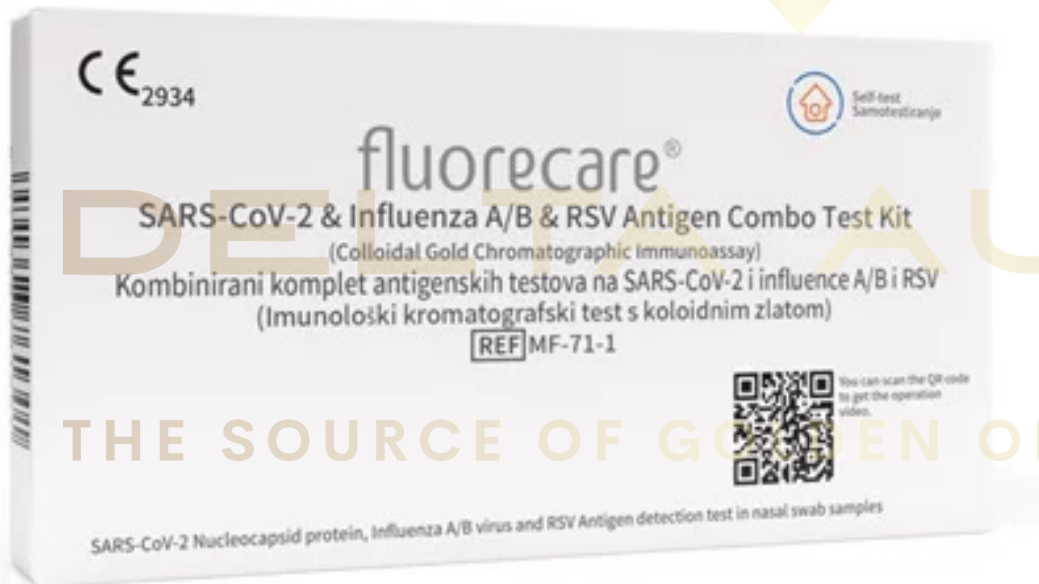 CE 2934
Self-test
Samotestiranje
fluorecare®
SARS-CoV-2 & Influenza A/B & RSV Antigen Combo Test Kit
(Colloidal Gold Chromatographic Immunoassay)
Kombinirani komplet antigenskih testova na SARS-CoV-2 i influence A/B i RSV
(Imunološki kromatografski test s koloidnim zlatom)
REF MF-71-1
You can scan the QR code
to get the operation
video.
THE SOURCE OF GOLDEN
SARS-CoV-2 Nucleocapsid protein, Influenza A/B virus and RSV Antigen detection test in nasal swab samples